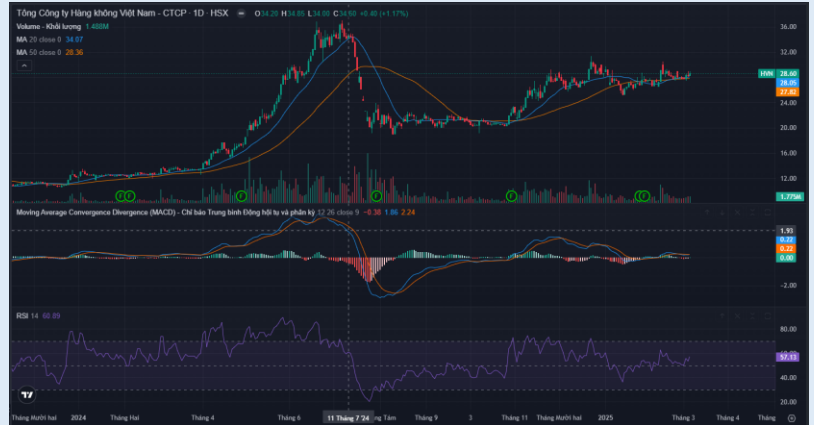 Tổng Công ty Hàng không Việt Nam - CTCP · 1D · HSX O34.20 H34.95 L34.00 C34.60 +0.40 (+1.17%)
Volume - Khối lượng 1.488M
MA 20 close 0 34.97
MA 50 close 0 28.36
36.00
32.00
HVN 28.60
28.05
27.82
24.00
20.00
16.00
12.00
1.775M
Moving Average Convergence Divergence (MACD) - Chỉ báo Trung bình Động hội tụ và phân kỳ 12 26 close 9 −0.38 1.86 2.24
1.93
0.22
0.22
0.00
−2.00
RSI 14 60.09
80.00
57.13
40.00
20.00
Tháng Mười hai 2024 Tháng Hai Tháng 4 Tháng 6 11 Tháng 7 '24 ng Tám Tháng 9 3 Tháng 11 Tháng Mười hai 2025 Tháng 3 Tháng 4 Tháng